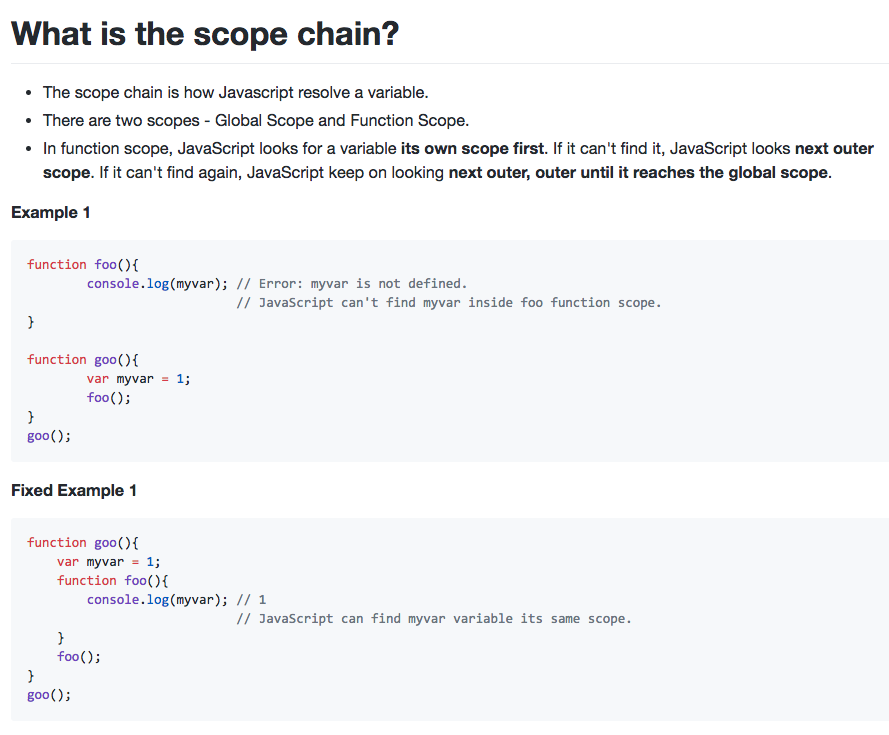 What is the scope chain?
• The scope chain is how Javascript resolve a variable.
• There are two scopes - Global Scope and Function Scope.
• In function scope, JavaScript looks for a variable its own scope first. If it can't find it, JavaScript looks next outer
scope. If it can't find again, JavaScript keep on looking next outer, outer until it reaches the global scope.
Example 1
function foo(){
        console.log(myvar); // Error: myvar is not defined.
                            // JavaScript can't find myvar inside foo function scope.
}
function goo(){
        var myvar = 1;
        foo();
}
goo();
Fixed Example 1
function goo(){
    var myvar = 1;
    function foo(){
        console.log(myvar); // 1
                            // JavaScript can find myvar variable its same scope.
    }
    foo();
}
goo();